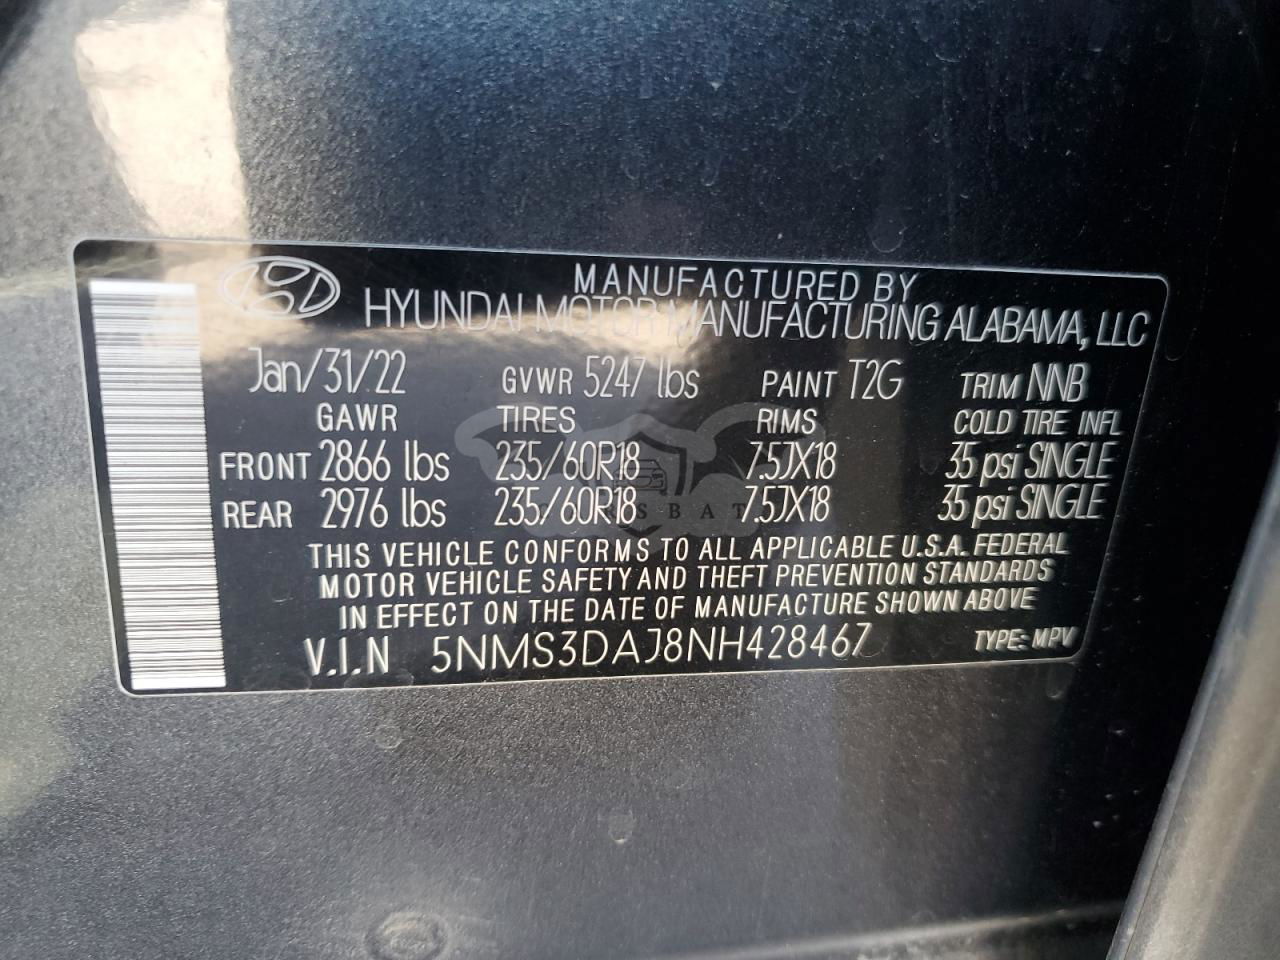 MANUFACTURED BY
HYUNDAI MOTOR MANUFACTURING ALABAMA, LLC
Jan/31/22 GVWR 5247 lbs PAINT T2G TRIM NNB
GAWR TIRES RIMS COLD TIRE INFL
FRONT 2866 lbs 235/60R18 7.5JX18 35 psi SINGLE
REAR 2976 lbs 235/60R18 7.5JX18 35 psi SINGLE
CARSBAT
THIS VEHICLE CONFORMS TO ALL APPLICABLE U.S.A. FEDERAL
MOTOR VEHICLE SAFETY AND THEFT PREVENTION STANDARDS
IN EFFECT ON THE DATE OF MANUFACTURE SHOWN ABOVE
V.I.N 5NMS3DAJ8NH428467 TYPE: MPV